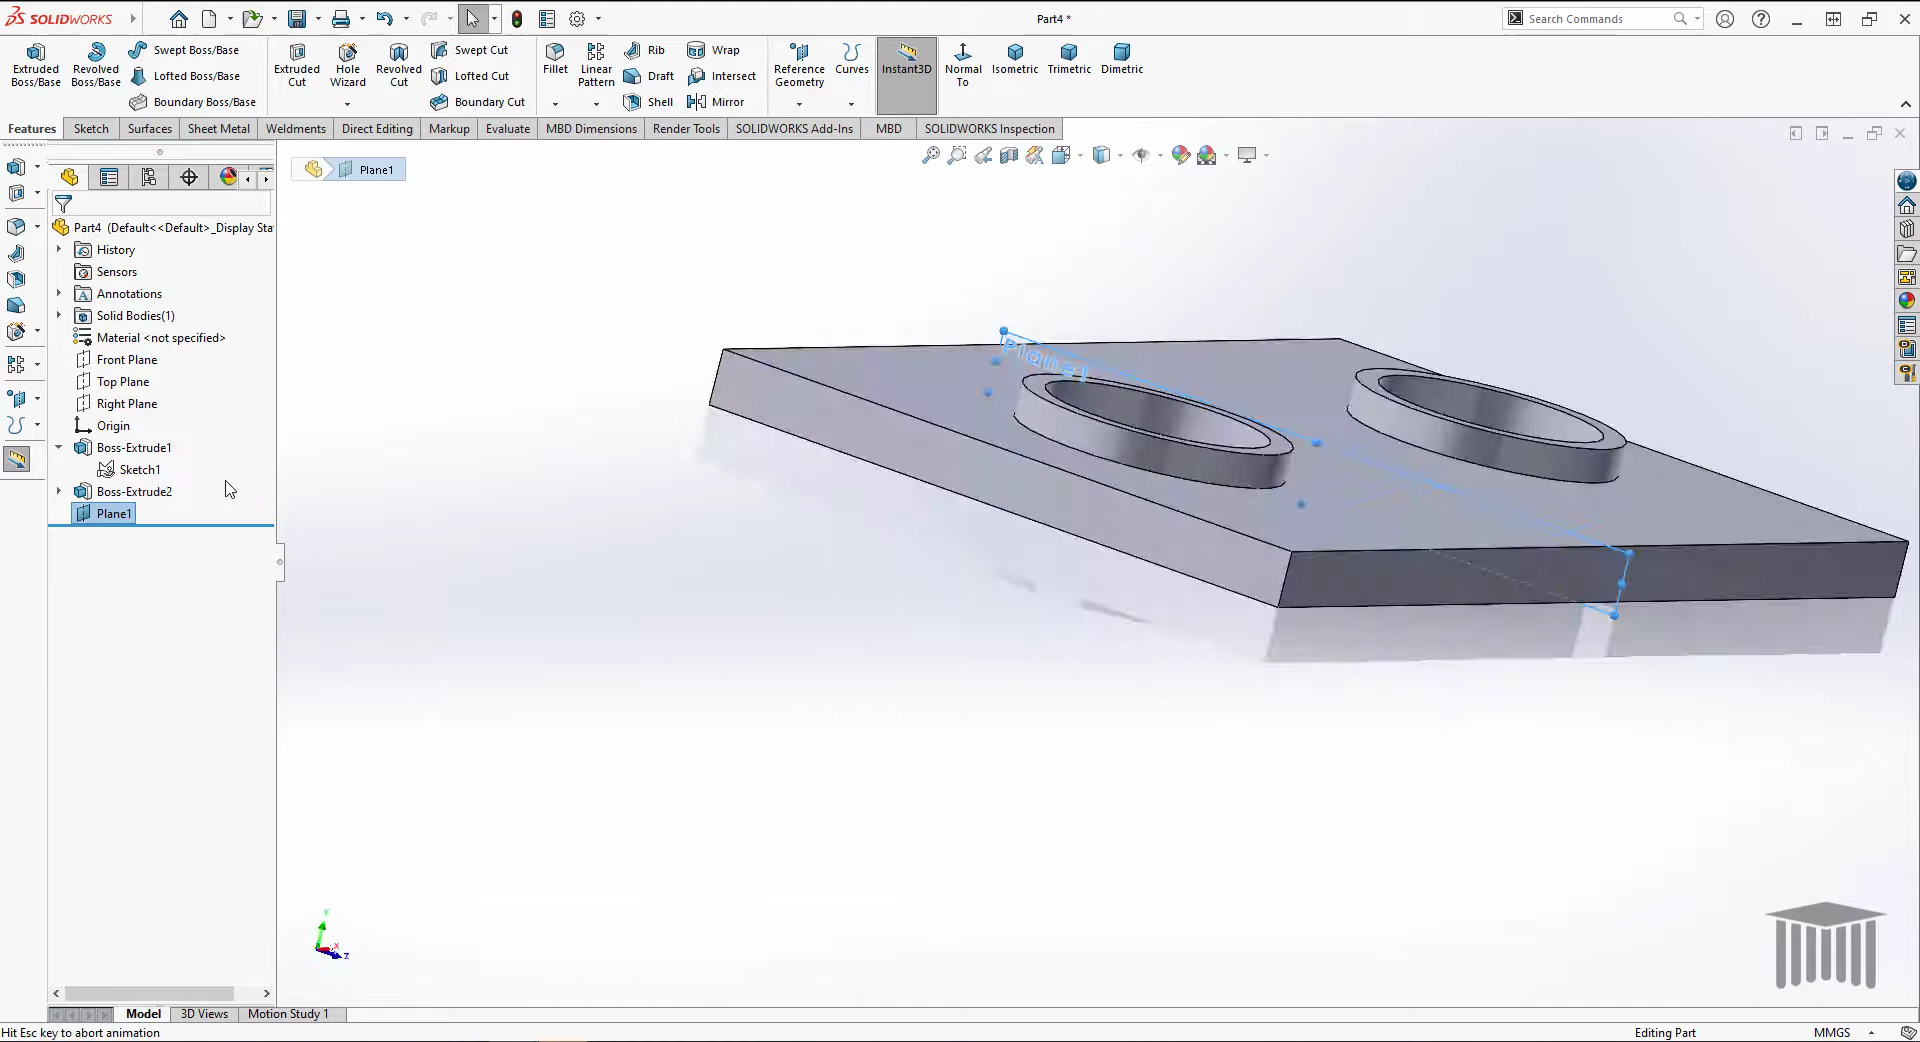 SOLIDWORKS
Part4 *
Search Commands
Extruded Boss/Base
Revolved Boss/Base
Swept Boss/Base
Lofted Boss/Base
Boundary Boss/Base
Extruded Cut
Hole Wizard
Revolved Cut
Swept Cut
Lofted Cut
Boundary Cut
Fillet
Linear Pattern
Rib
Draft
Shell
Wrap
Intersect
Mirror
Reference Geometry
Curves
Instant3D
Normal To
Isometric
Trimetric
Dimetric
Features
Sketch
Surfaces
Sheet Metal
Weldments
Direct Editing
Markup
Evaluate
MBD Dimensions
Render Tools
SOLIDWORKS Add-Ins
MBD
SOLIDWORKS Inspection
Plane1
Part4 (Default<<Default>_Display Sta
History
Sensors
Annotations
Solid Bodies(1)
Material <not specified>
Front Plane
Top Plane
Right Plane
Origin
Boss-Extrude1
Sketch1
Boss-Extrude2
Plane1
Plane1
Y
X
Z
Model
3D Views
Motion Study 1
Hit Esc key to abort animation
Editing Part
MMGS